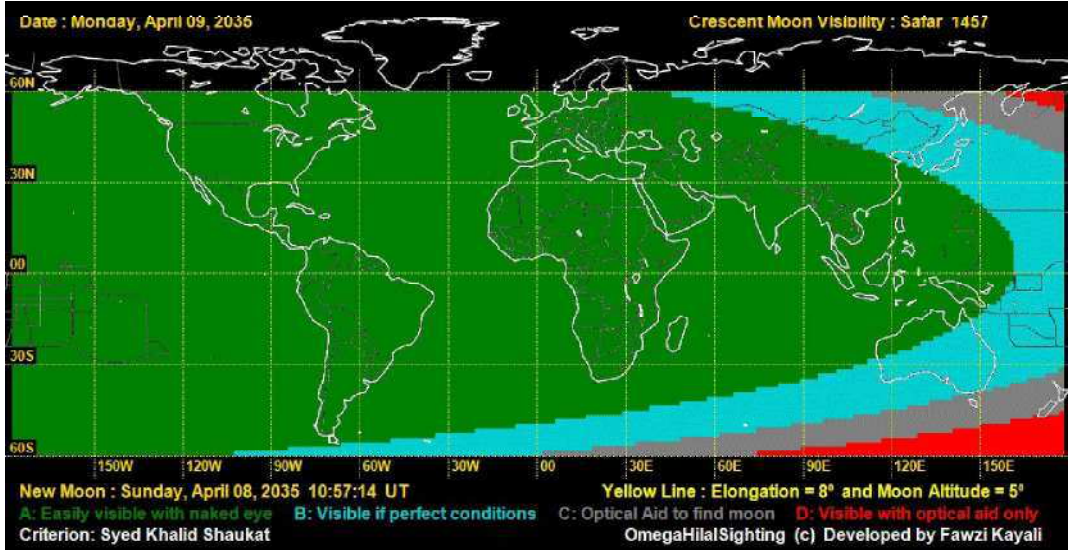 Date : Monday, April 09, 2035
Crescent Moon Visibility : Safar 1457
60N
30N
00
30S
60S
150W 120W 90W 60W 30W 00 30E 60E 90E 120E 150E
New Moon : Sunday, April 08, 2035 10:57:14 UT
Yellow Line : Elongation = 8º and Moon Altitude = 5º
A: Easily visible with naked eye B: Visible if perfect conditions C: Optical Aid to find moon D: Visible with optical aid only
Criterion: Syed Khalid Shaukat
OmegaHilalSighting (c) Developed by Fawzi Kayali